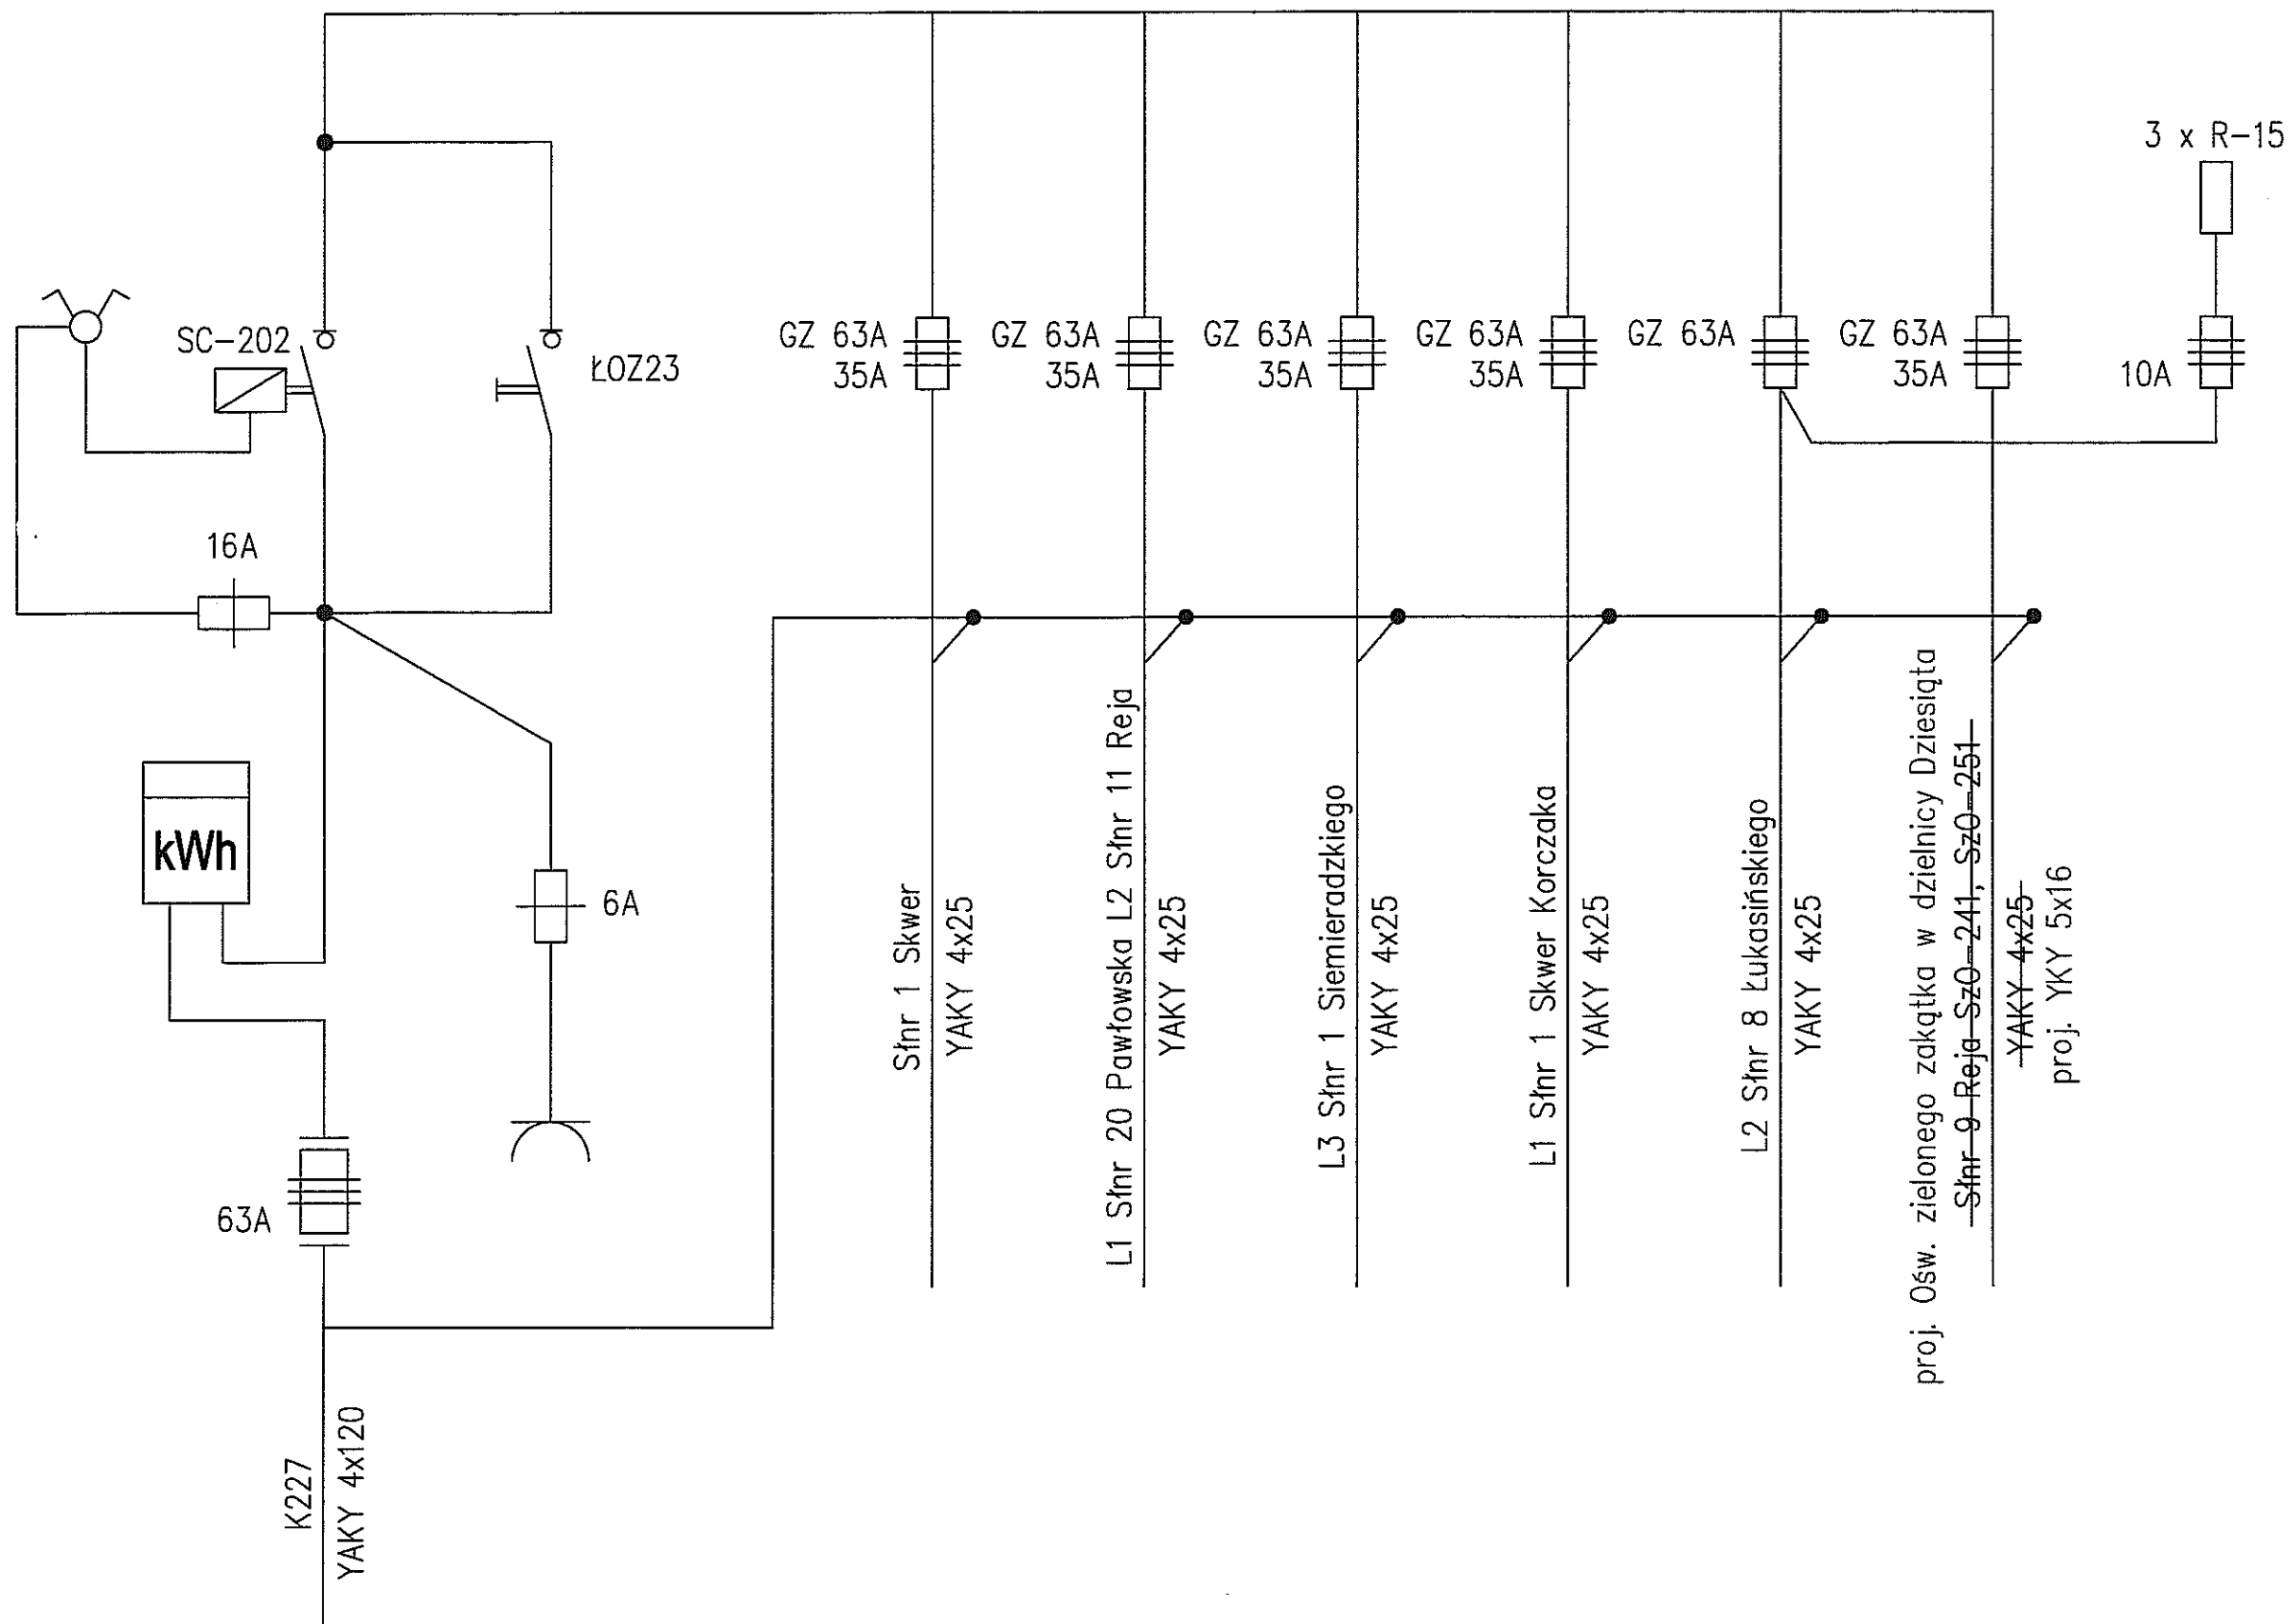 3 x R-15
SC-202
ŁOZ23
GZ 63A
35A
GZ 63A
35A
GZ 63A
35A
GZ 63A
35A
GZ 63A
GZ 63A
35A
10A
16A
kWh
6A
63A
K227
YAKY 4x120
Słnr 1 Skwer
YAKY 4x25
L1 Słnr 20 Pawłowska L2 Słnr 11 Reja
YAKY 4x25
L3 Słnr 1 Siemieradzkiego
YAKY 4x25
L1 Słnr 1 Skwer Korczaka
YAKY 4x25
L2 Słnr 8 Łukasińskiego
YAKY 4x25
proj. Ośw. zielonego zakątka w dzielnicy Dziesiąta
Słnr 9 Reja SzO-241, SzO-251
YAKY 4x25
proj. YKY 5x16